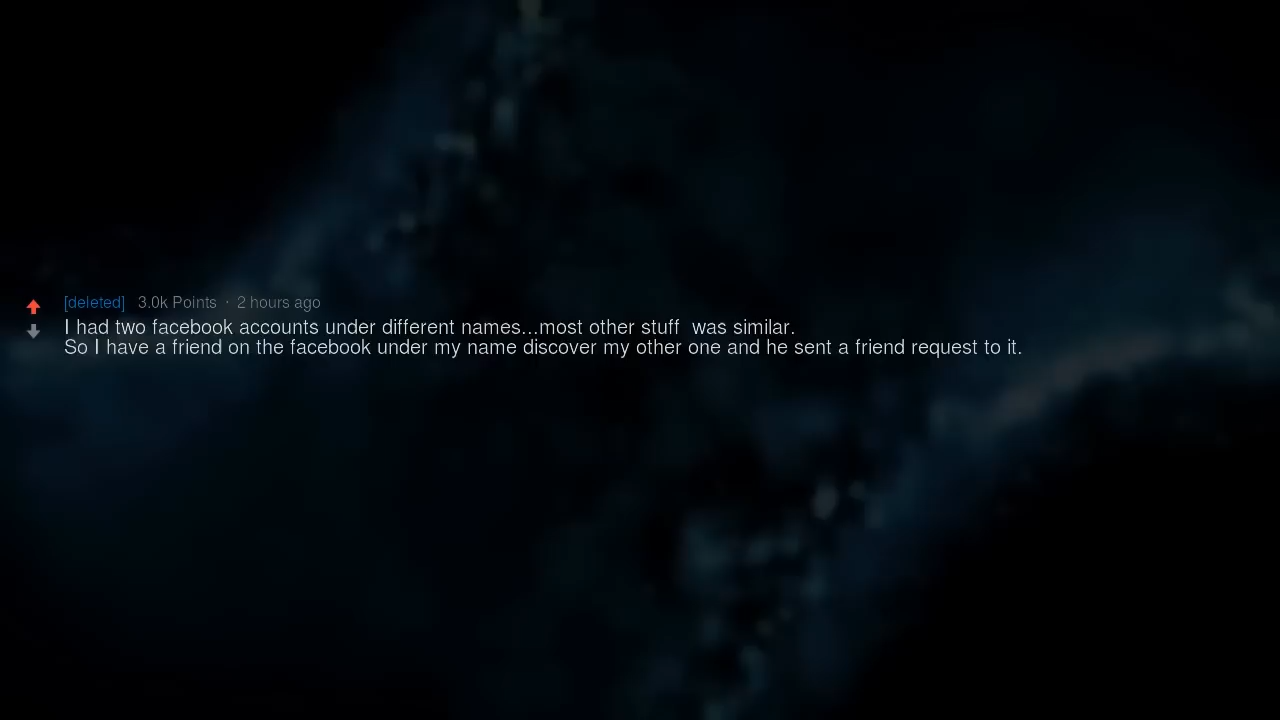 [deleted] 3.0k Points · 2 hours ago
I had two facebook accounts under different names...most other stuff  was similar.
So I have a friend on the facebook under my name discover my other one and he sent a friend request to it.